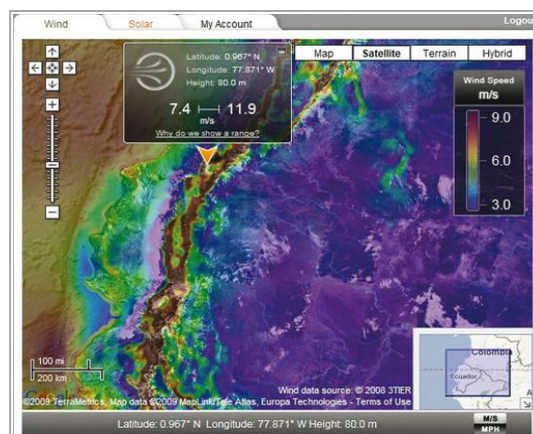 Wind
Solar
My Account
Logou
Latitude: 0.967° N
Longitude: 77.871° W
Height: 80.0 m
7.4 11.9
m/s
Why do we show a range?
Map
Satellite
Terrain
Hybrid
Wind Speed
m/s
9.0
6.0
3.0
100 mi
200 km
Colombia
Ecuador
Wind data source: © 2008 3TIER
©2009 TerraMetrics, Map data ©2009 MapLink/Tele Atlas, Europa Technologies - Terms of Use
Latitude: 0.967° N Longitude: 77.871° W Height: 80.0 m
M/S
MPH